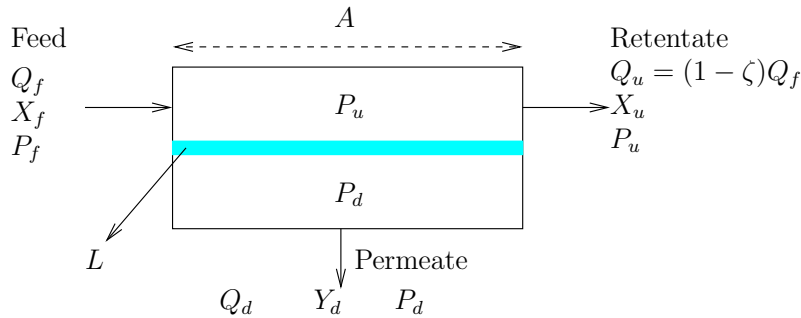 Feed
Q_f
X_f
P_f
A
P_u
P_d
L
Retentate
Q_u = (1 − ζ)Q_f
X_u
P_u
Permeate
Q_d Y_d P_d